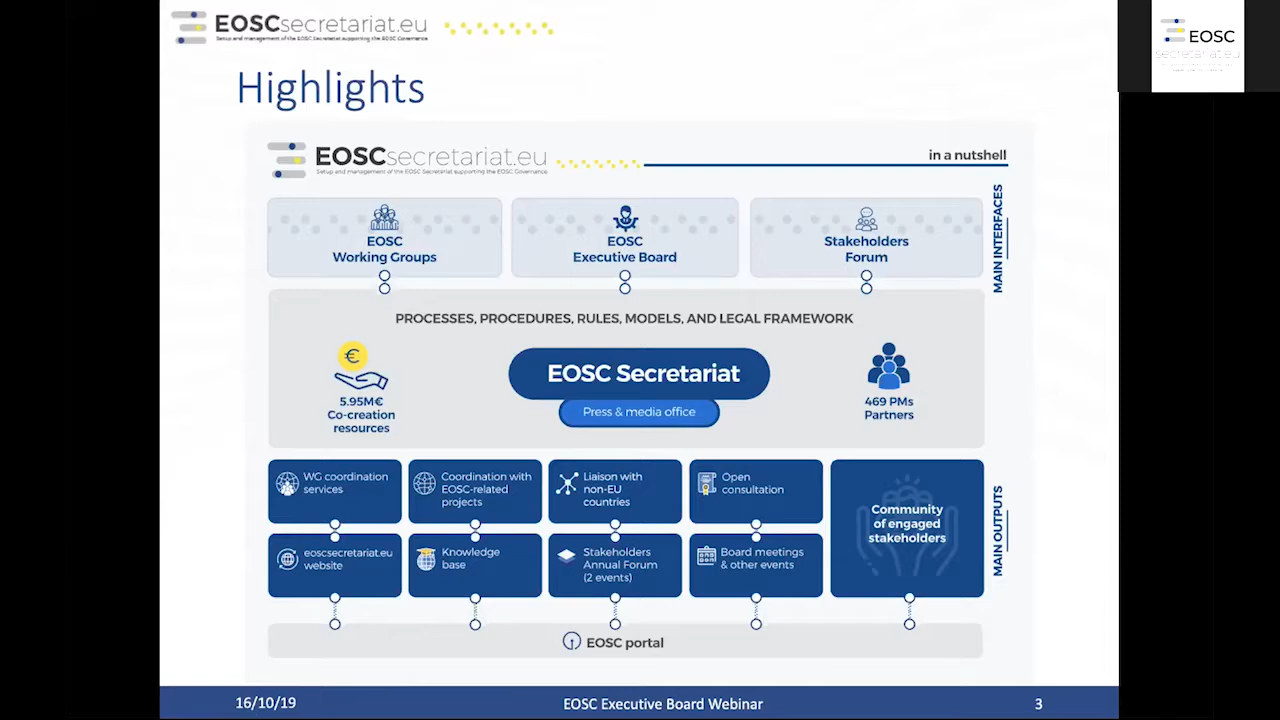 EOSCsecretariat.eu
Setup and management of the EOSC Secretariat supporting the EOSC Governance
EOSC
secretariat.eu
Highlights
EOSCsecretariat.eu
Setup and management of the EOSC Secretariat supporting the EOSC Governance
in a nutshell
EOSC
Working Groups
EOSC
Executive Board
Stakeholders
Forum
MAIN INTERFACES
PROCESSES, PROCEDURES, RULES, MODELS, AND LEGAL FRAMEWORK
€
5.95M€
Co-creation
resources
EOSC Secretariat
Press & media office
469 PMs
Partners
WG coordination
services
Coordination with
EOSC-related
projects
Liaison with
non-EU
countries
Open
consultation
Community
of engaged
stakeholders
eoscsecretariat.eu
website
Knowledge
base
Stakeholders
Annual Forum
(2 events)
Board meetings
& other events
MAIN OUTPUTS
EOSC portal
16/10/19
EOSC Executive Board Webinar
3